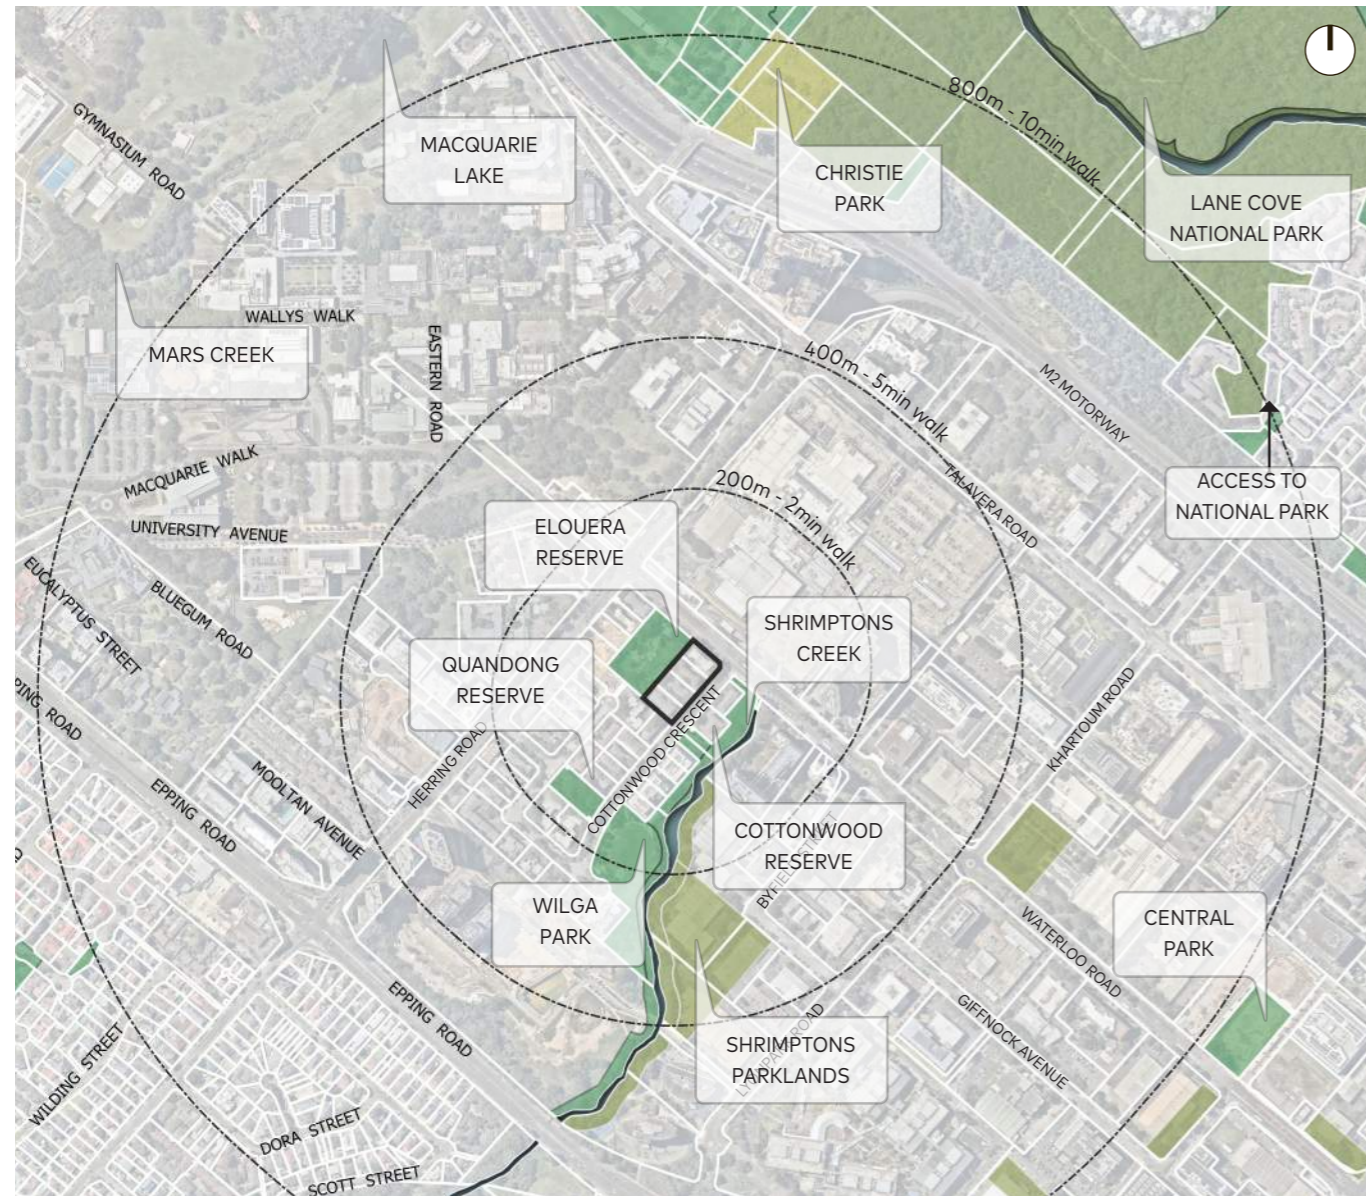 800m - 10min walk
GYMNASIUM ROAD
MACQUARIE
LAKE
CHRISTIE
PARK
LANE COVE
NATIONAL PARK
WALLYS WALK
MARS CREEK
EASTERN ROAD
400m - 5min walk
M2 MOTORWAY
MACQUARIE WALK
200m - 2min walk
TALAVERA ROAD
ACCESS TO
NATIONAL PARK
UNIVERSITY AVENUE
ELOUERA
RESERVE
EUCALYPTUS STREET
BLUEGUM ROAD
SHRIMPTONS
CREEK
QUANDONG
RESERVE
PING ROAD
COTTONWOOD CRESCENT
KHARTOUM ROAD
HERRING ROAD
EPPING ROAD
MOOLTAN AVENUE
COTTONWOOD
RESERVE
WILGA
PARK
CENTRAL
PARK
WATERLOO ROAD
EPPING ROAD
GIFFNOCK AVENUE
SHRIMPTONS
PARKLANDS
WILDING STREET
DORA STREET
SCOTT STREET